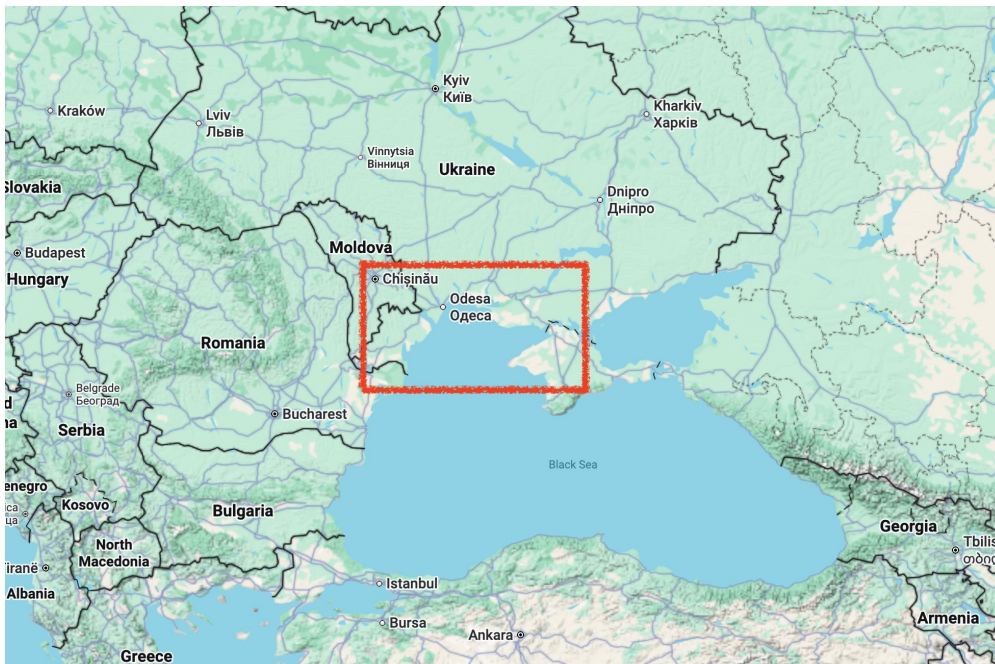 Kyiv
Київ
Kraków
Lviv
Львів
Kharkiv
Харків
Vinnytsia
Вінниця
Ukraine
Slovakia
Dnipro
Дніпро
Moldova
Budapest
Hungary
Chișinău
Odesa
Одеса
Romania
Belgrade
Београд
Bucharest
Serbia
Black Sea
enegro
Kosovo
Bulgaria
North
Macedonia
Georgia
Tbilis
Tiranë
Istanbul
Albania
Bursa
Ankara
Armenia
Greece